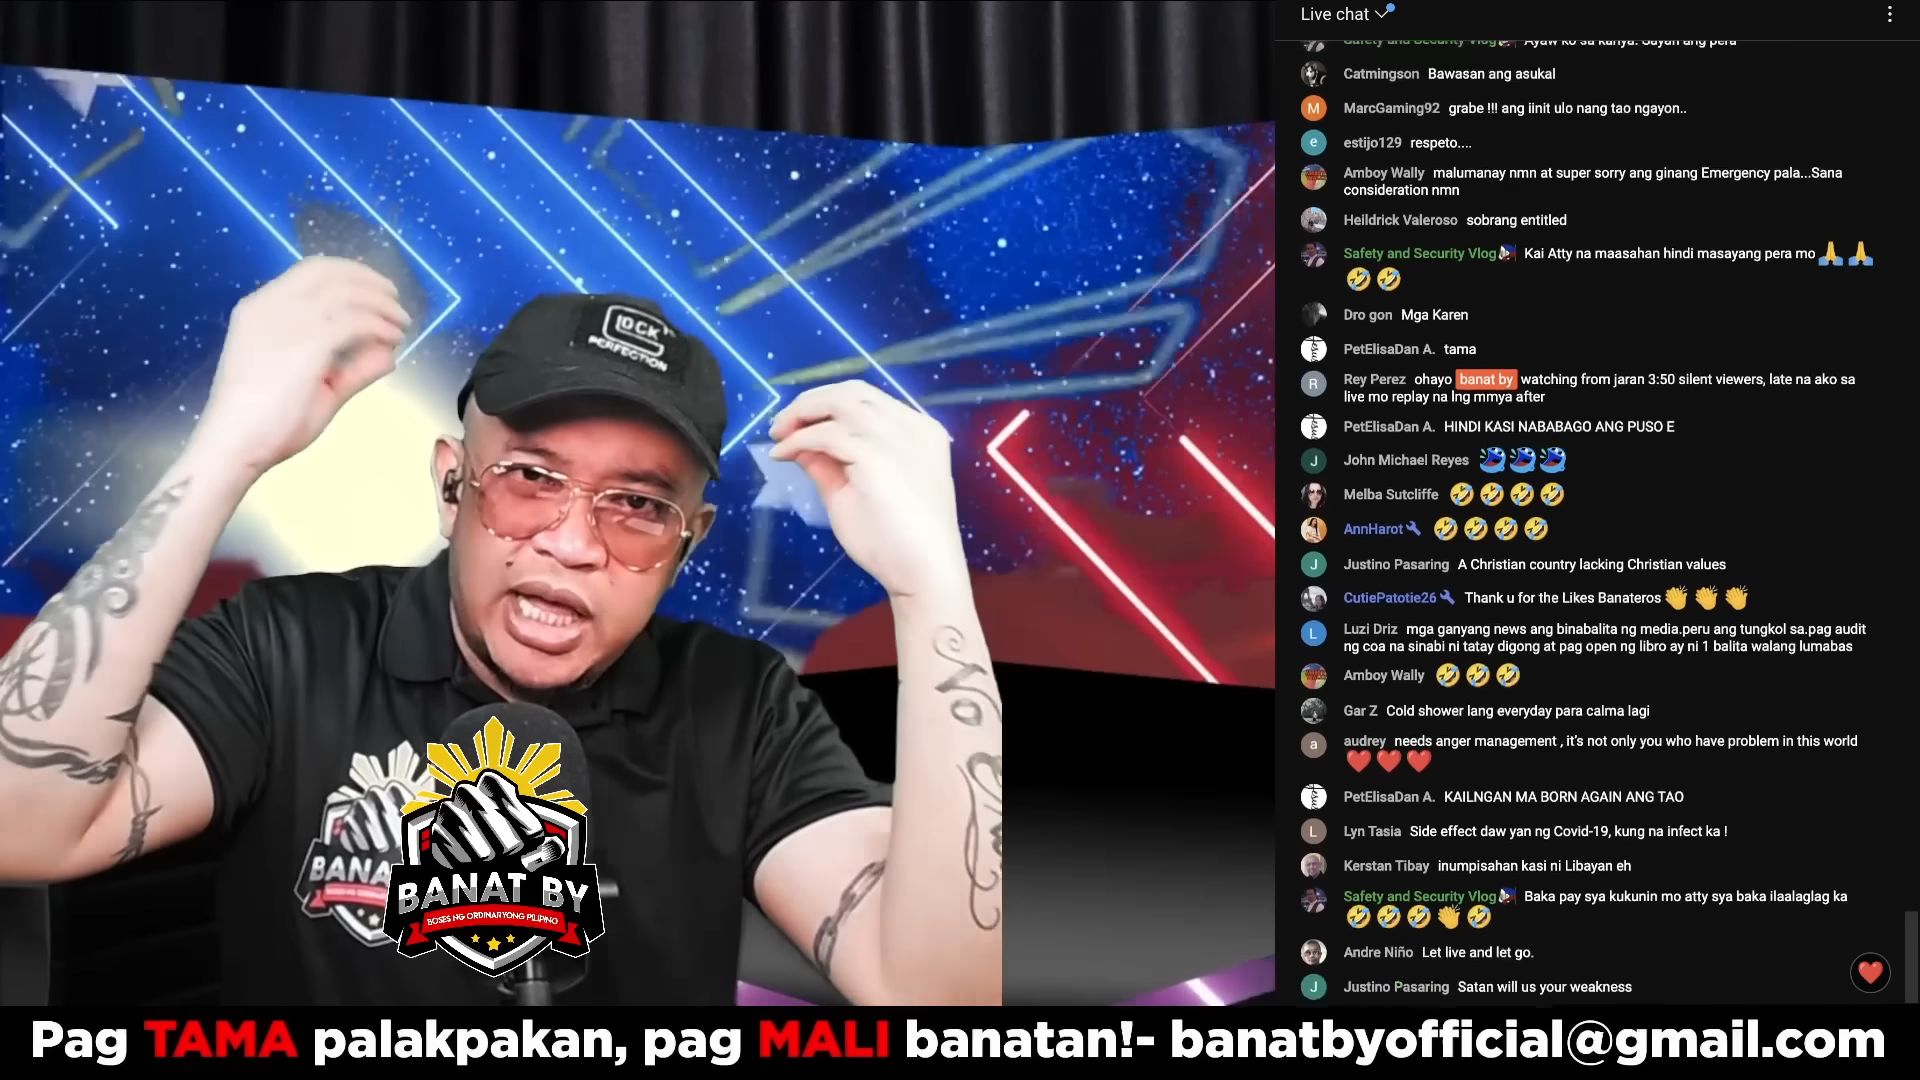 LOCK
PERFECTION
BANAT BY
BOSES NG ORDINARYONG PILIPINO
Live chat
Safety and Security Vlog Ayaw ko sa kanya. Sayan ang pera
Catmingson Bawasan ang asukal
M MarcGaming92 grabe !!! ang iinit ulo nang tao ngayon..
e estijo129 respeto....
Amboy Wally malumanay nmn at super sorry ang ginang Emergency pala...Sana
consideration nmn
Heildrick Valeroso sobrang entitled
Safety and Security Vlog Kai Atty na maasahan hindi masayang pera mo 🙏 🙏
🤣 🤣
Dro gon Mga Karen
PetElisaDan A. tama
R Rey Perez ohayo banat by watching from jaran 3:50 silent viewers, late na ako sa
live mo replay na lng mmya after
PetElisaDan A. HINDI KASI NABABAGO ANG PUSO E
J John Michael Reyes
Melba Sutcliffe 🤣 🤣 🤣 🤣
AnnHarot 🤣 🤣 🤣 🤣
J Justino Pasaring A Christian country lacking Christian values
CutiePatotie26 Thank u for the Likes Banateros 👏 👏 👏
L Luzi Driz mga ganyang news ang binabalita ng media.peru ang tungkol sa.pag audit
ng coa na sinabi ni tatay digong at pag open ng libro ay ni 1 balita walang lumabas
Amboy Wally 🤣 🤣 🤣
Gar Z Cold shower lang everyday para calma lagi
a audrey needs anger management , it's not only you who have problem in this world
❤️ ❤️ ❤️
PetElisaDan A. KAILNGAN MA BORN AGAIN ANG TAO
L Lyn Tasia Side effect daw yan ng Covid-19, kung na infect ka !
Kerstan Tibay inumpisahan kasi ni Libayan eh
Safety and Security Vlog Baka pay sya kukunin mo atty sya baka ilaalaglag ka
🤣 🤣 🤣 👏 🤣
Andre Niño Let live and let go.
J Justino Pasaring Satan will us your weakness
Pag TAMA palakpakan, pag MALI banatan!- banatbyofficial@gmail.com